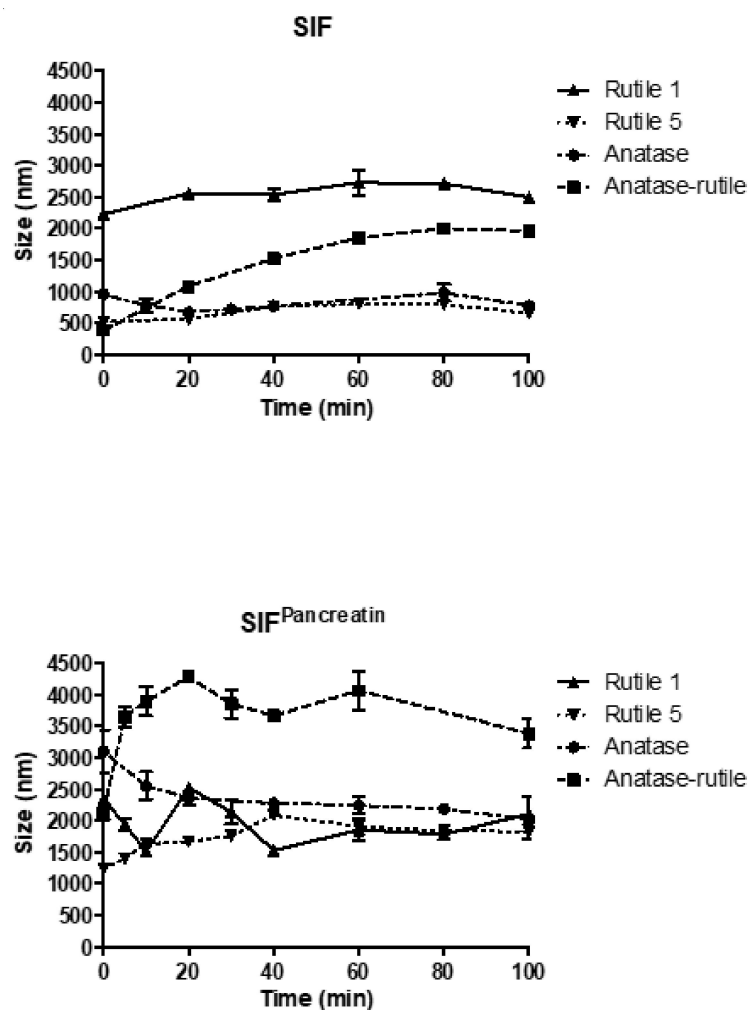 SIF
4500
4000
3500
3000
2500
2000
1500
1000
500
0
Size (nm)
0 20 40 60 80 100
Time (min)
Rutile 1
Rutile 5
Anatase
Anatase-rutile
SIF Pancreatin
4500
4000
3500
3000
2500
2000
1500
1000
500
0
Size (nm)
0 20 40 60 80 100
Time (min)
Rutile 1
Rutile 5
Anatase
Anatase-rutile